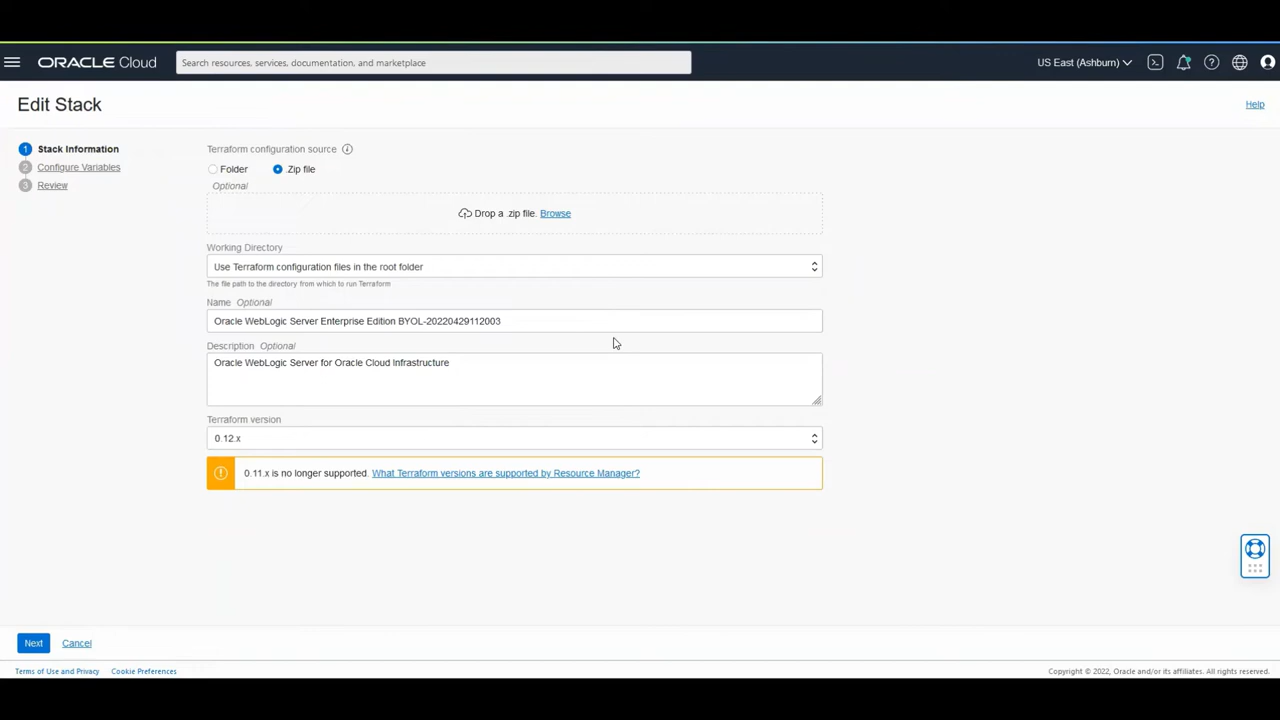 ORACLE Cloud
Search resources, services, documentation, and marketplace
US East (Ashburn)
Edit Stack
Help
1 Stack Information
2 Configure Variables
3 Review
Terraform configuration source
Folder
.Zip file
Optional
Drop a .zip file. Browse
Working Directory
Use Terraform configuration files in the root folder
The file path to the directory from which to run Terraform
Name Optional
Oracle WebLogic Server Enterprise Edition BYOL-20220429112003
Description Optional
Oracle WebLogic Server for Oracle Cloud Infrastructure
Terraform version
0.12.x
0.11.x is no longer supported. What Terraform versions are supported by Resource Manager?
Next
Cancel
Terms of Use and Privacy
Cookie Preferences
Copyright © 2022, Oracle and/or its affiliates. All rights reserved.